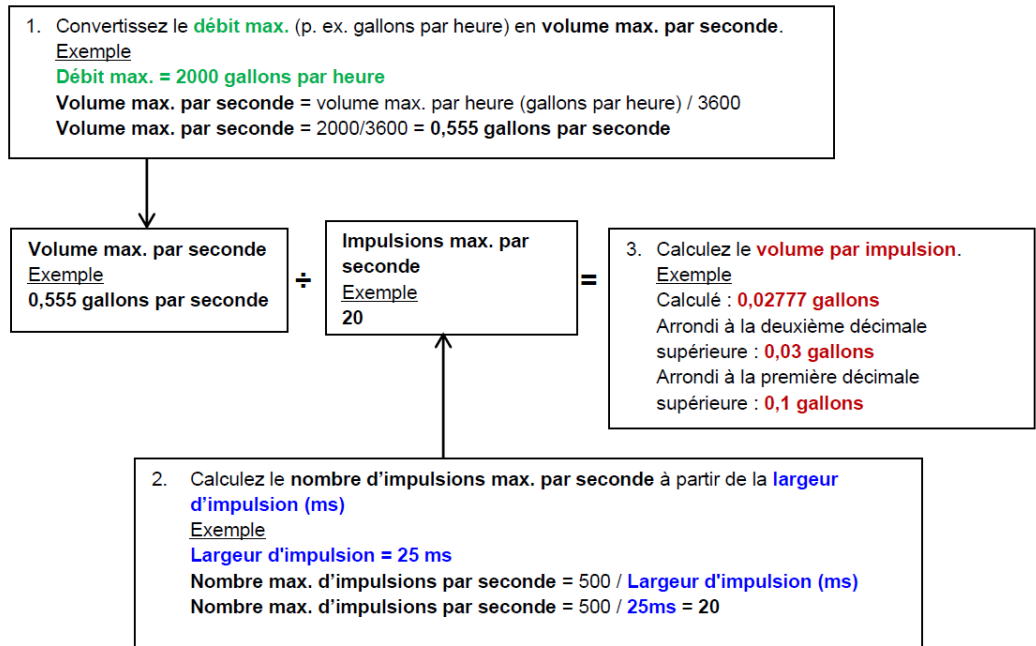 1. Convertissez le débit max. (p. ex. gallons par heure) en volume max. par seconde.
Exemple
Débit max. = 2000 gallons par heure
Volume max. par seconde = volume max. par heure (gallons par heure) / 3600
Volume max. par seconde = 2000/3600 = 0,555 gallons par seconde
Volume max. par seconde
Exemple
0,555 gallons par seconde
÷
Impulsions max. par
seconde
Exemple
20
=
3. Calculez le volume par impulsion.
Exemple
Calculé : 0,02777 gallons
Arrondi à la deuxième décimale
supérieure : 0,03 gallons
Arrondi à la première décimale
supérieure : 0,1 gallons
2. Calculez le nombre d’impulsions max. par seconde à partir de la largeur
d’impulsion (ms)
Exemple
Largeur d'impulsion = 25 ms
Nombre max. d’impulsions par seconde = 500 / Largeur d'impulsion (ms)
Nombre max. d’impulsions par seconde = 500 / 25ms = 20